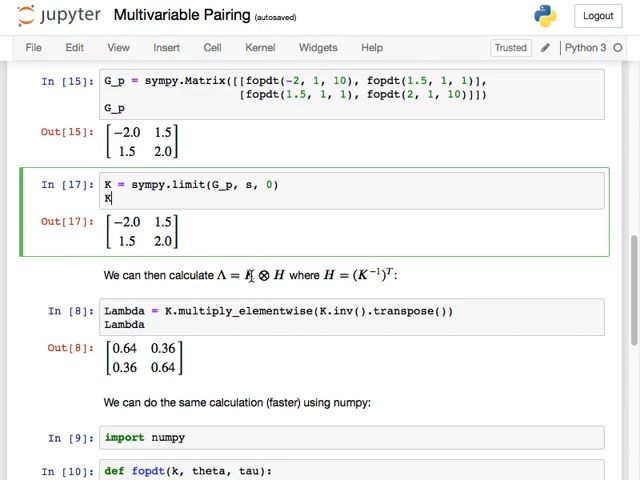 jupyter Multivariable Pairing (autosaved) Logout
File Edit View Insert Cell Kernel Widgets Help Trusted Python 3
In [15]: G_p = sympy.Matrix([[fopdt(-2, 1, 10), fopdt(1.5, 1, 1)],
[fopdt(1.5, 1, 1), fopdt(2, 1, 10)]])
G_p
Out[15]: [−2.0 1.5
1.5 2.0]
In [17]: K = sympy.limit(G_p, s, 0)
K
Out[17]: [−2.0 1.5
1.5 2.0]
We can then calculate Λ = K ⊗ H where H = (K⁻¹)ᵀ:
In [8]: Lambda = K.multiply_elementwise(K.inv().transpose())
Lambda
Out[8]: [0.64 0.36
0.36 0.64]
We can do the same calculation (faster) using numpy:
In [9]: import numpy
In [10]: def fopdt(k, theta, tau):